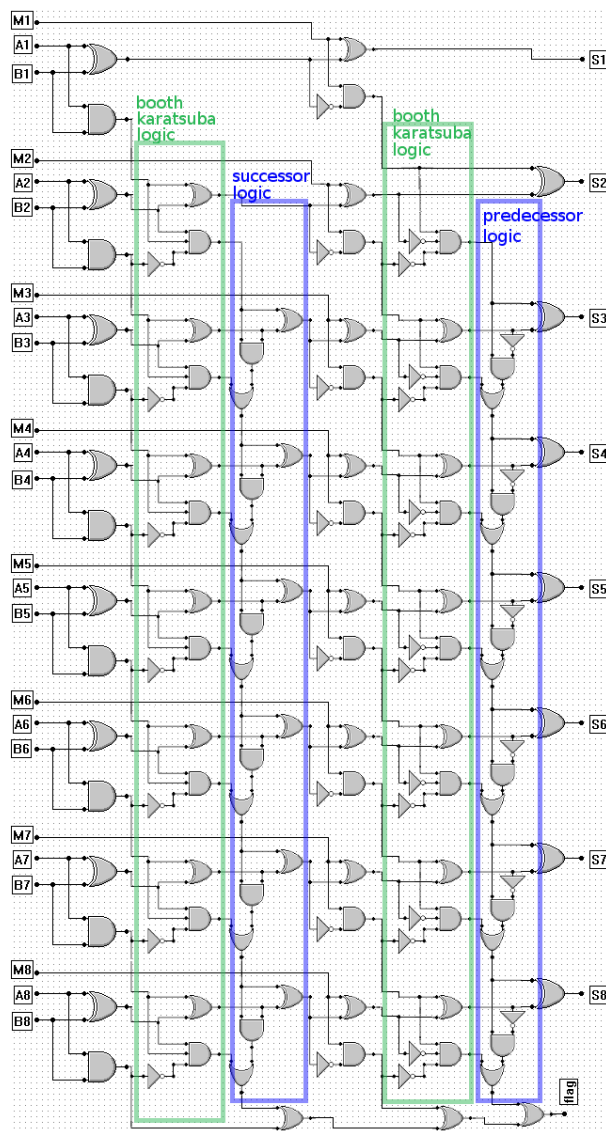 M1
A1
S1
B1
booth
karatsuba
logic
booth
karatsuba
logic
M2
successor
logic
A2
S2
B2
predecessor
logic
M3
A3
S3
B3
M4
A4
S4
B4
M5
A5
S5
B5
M6
A6
S6
B6
M7
A7
S7
B7
M8
A8
S8
B8
flag